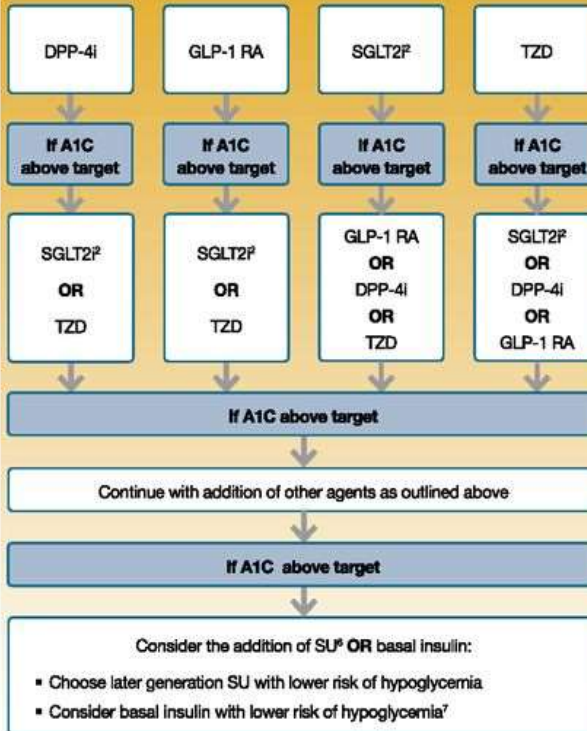 DPP-4i
GLP-1 RA
SGLT2i²
TZD
If A1C
above target
If A1C
above target
If A1C
above target
If A1C
above target
SGLT2i²
OR
TZD
SGLT2i²
OR
TZD
GLP-1 RA
OR
DPP-4i
OR
TZD
SGLT2i²
OR
DPP-4i
OR
GLP-1 RA
If A1C above target
Continue with addition of other agents as outlined above
If A1C above target
Consider the addition of SU⁶ OR basal insulin:
▪ Choose later generation SU with lower risk of hypoglycemia
▪ Consider basal insulin with lower risk of hypoglycemia⁷